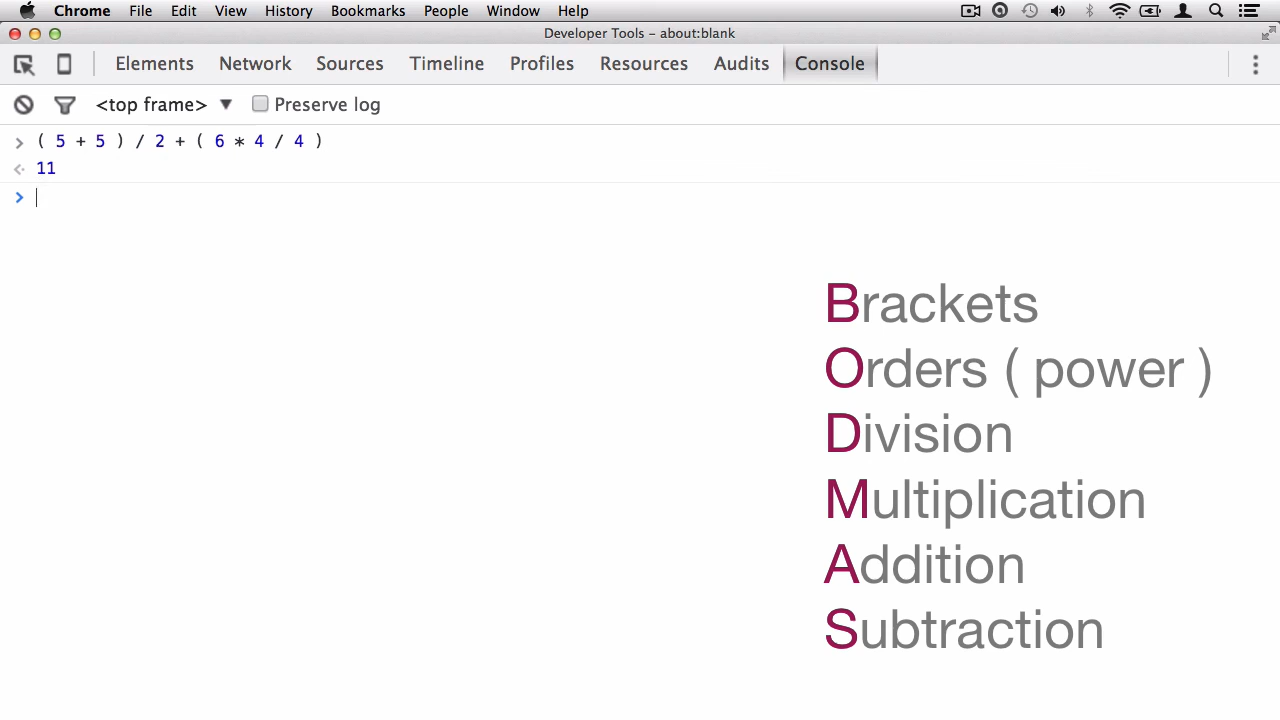 Chrome File Edit View History Bookmarks People Window Help
Developer Tools - about:blank
Elements Network Sources Timeline Profiles Resources Audits Console
<top frame> ▼ Preserve log
> ( 5 + 5 ) / 2 + ( 6 * 4 / 4 )
11
>
Brackets
Orders ( power )
Division
Multiplication
Addition
Subtraction